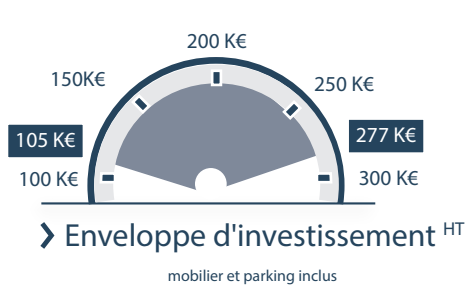 200 K€
150K€
250 K€
105 K€
277 K€
100 K€
300 K€
Enveloppe d'investissement HT
mobilier et parking inclus